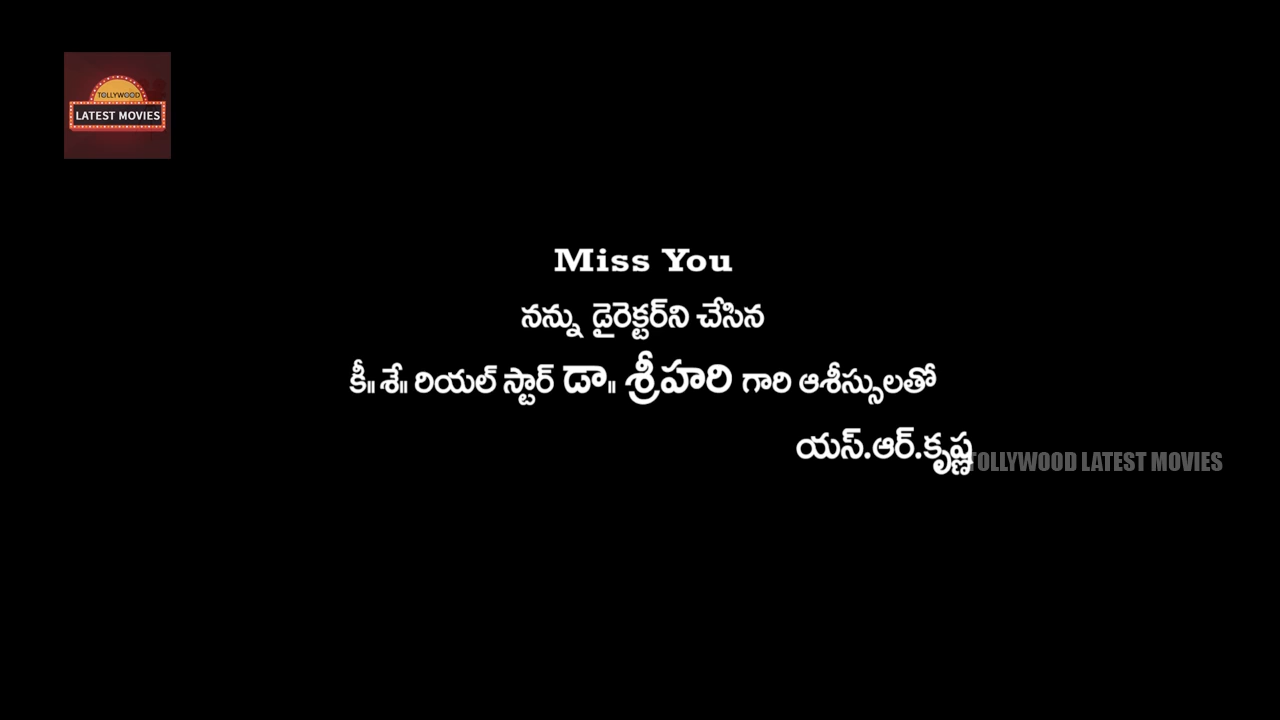 TOLLYWOOD
LATEST MOVIES
Miss You
నన్ను డైరెక్టర్‌ని చేసిన
కీ॥ శే॥ రియల్ స్టార్ డా॥ శ్రీహరి గారి ఆశీస్సులతో
యస్.ఆర్.కృష్ణ
TOLLYWOOD LATEST MOVIES